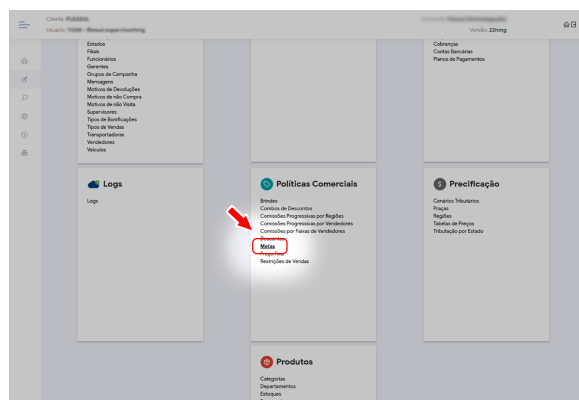 Cliente:
Usuário:
Versão: 22hmg
Estados
Filiais
Funcionários
Gerentes
Grupos de Campanha
Mensagens
Motivos de Devoluções
Motivos de não Compra
Motivos de não Visita
Supervisores
Tipos de Bonificações
Tipos de Vendas
Transportadoras
Vendedores
Veículos
Cobranças
Contas Bancárias
Planos de Pagamentos
Logs
Logs
Políticas Comerciais
Brindes
Combos de Descontos
Comissões Progressivas por Regiões
Comissões Progressivas por Vendedores
Comissões por Faixas de Vendedores
Descontos
Metas
Preço Fixo
Restrições de Vendas
Precificação
Cenários Tributários
Praças
Regiões
Tabelas de Preços
Tributação por Estado
Produtos
Categorias
Departamentos
Estoques